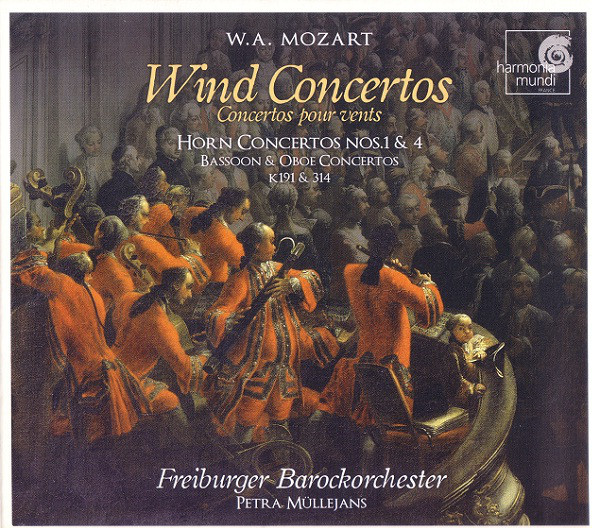 W.A. MOZART
Wind Concertos
Concertos pour vents
HORN CONCERTOS NOS.1 & 4
BASSOON & OBOE CONCERTOS
K191 & 314
harmonia
mundi
FRANCE
Freiburger Barockorchester
PETRA MÜLLEJANS